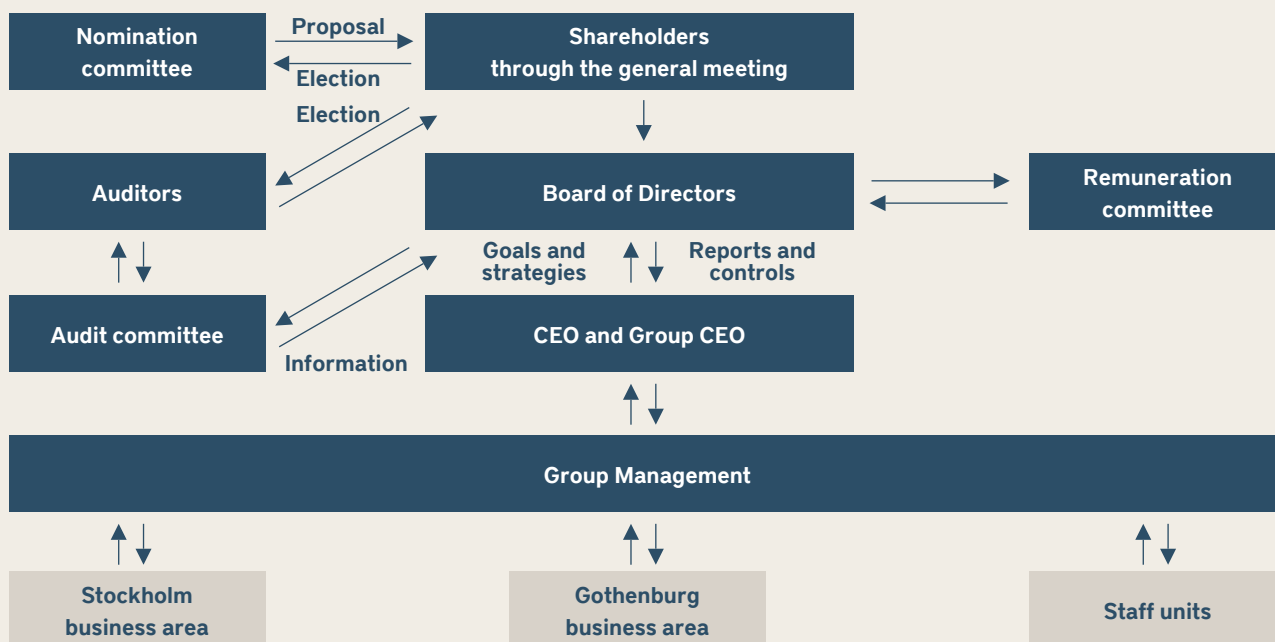 Nomination
committee
Proposal
Election
Shareholders
through the general meeting
Election
Auditors
Board of Directors
Remuneration
committee
Goals and
strategies
Reports and
controls
Audit committee
Information
CEO and Group CEO
Group Management
Stockholm
business area
Gothenburg
business area
Staff units